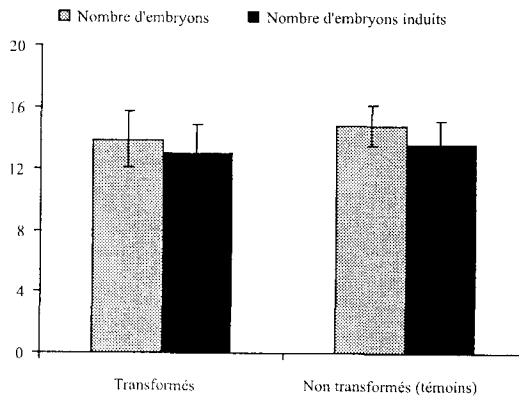 Nombre d'embryons
Nombre d'embryons induits
20
16
12
8
4
0
Transformés
Non transformés (témoins)